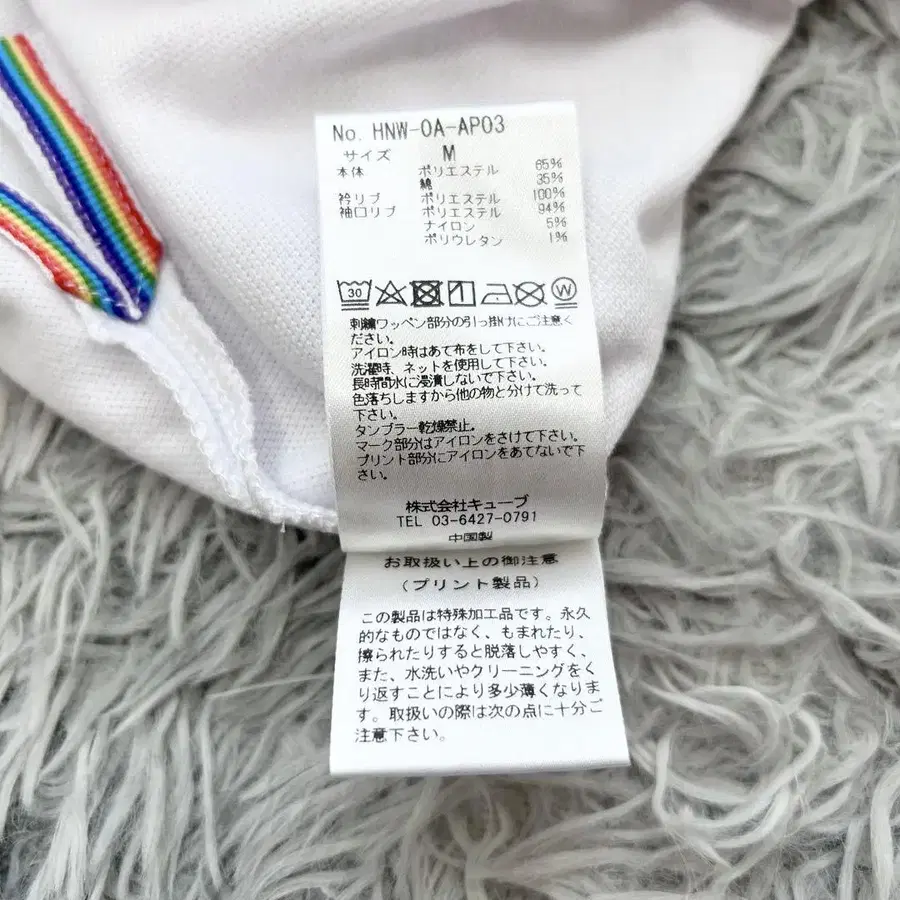 No. HNW-0A-AP03
サイズ M
本体 ポリエステル 65%
綿 35%
衿リブ ポリエステル 100%
袖口リブ ポリエステル 94%
ナイロン 5%
ポリウレタン 1%
30 W
刺繍ワッペン部分の引っ掛けにご注意く
ださい。
アイロン時はあて布をして下さい。
洗濯時、ネットを使用して下さい。
長時間水に浸漬しないで下さい。
色落ちしますから他の物と分けて洗って
下さい。
タンブラー乾燥禁止。
マーク部分はアイロンをさけて下さい。
プリント部分にアイロンをあてないで下
さい。
株式会社キューブ
TEL 03-6427-0791
中国製
お取扱い上の御注意
(プリント製品)
この製品は特殊加工品です。永久
的なものではなく、もまれたり、
擦られたりすると脱落しやすく、
また、水洗いやクリーニングをく
り返すことにより多少薄くなりま
す。取扱いの際は次の点に十分ご
注意下さい。